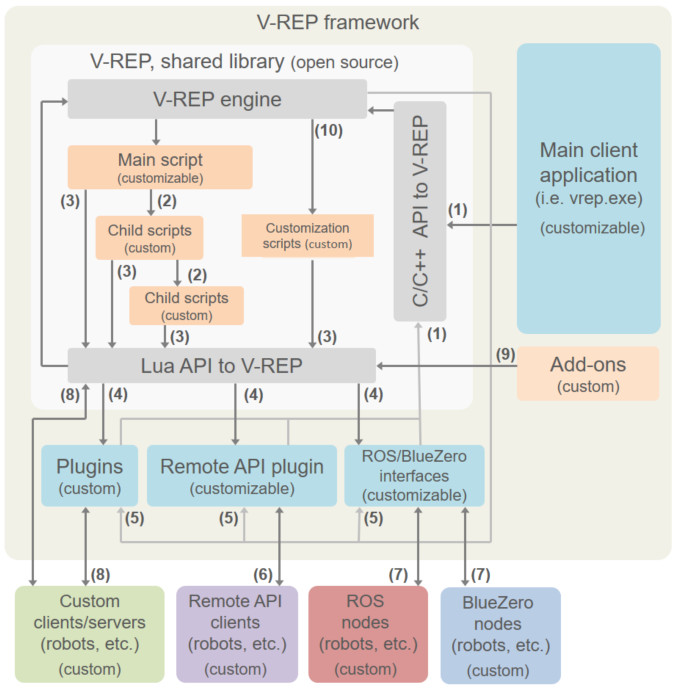 V-REP framework
V-REP, shared library (open source)
V-REP engine
(10)
Main script
(customizable)
(3)
(2)
Child scripts
(custom)
(3)
(2)
Child scripts
(custom)
(3)
Customization
scripts (custom)
(3)
C/C++ API to V-REP
(1)
(1)
Main client
application
(i.e. vrep.exe)
(customizable)
Lua API to V-REP
(9)
Add-ons
(custom)
(8)
(4)
(4)
(4)
Plugins
(custom)
Remote API plugin
(customizable)
ROS/BlueZero
interfaces
(customizable)
(5)
(5)
(5)
(8)
(6)
(7)
(7)
Custom
clients/servers
(robots, etc.)
(custom)
Remote API
clients
(robots, etc.)
(custom)
ROS
nodes
(robots, etc.)
(custom)
BlueZero
nodes
(robots, etc.)
(custom)